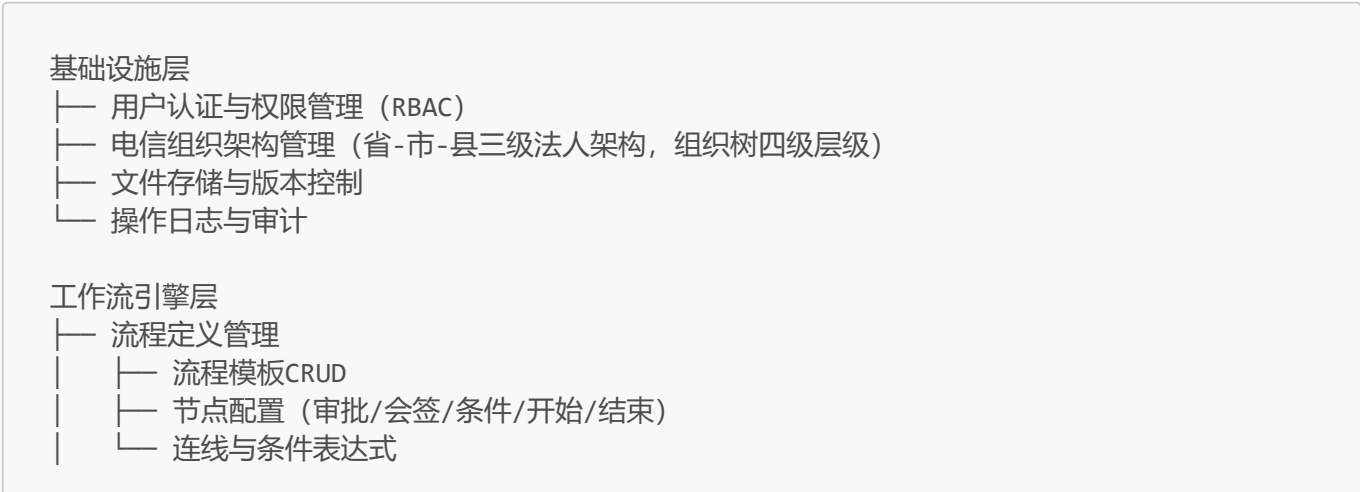 基础设施层
├── 用户认证与权限管理（RBAC）
├── 电信组织架构管理（省-市-县三级法人架构，组织树四级层级）
├── 文件存储与版本控制
└── 操作日志与审计
工作流引擎层
├── 流程定义管理
│   ├── 流程模板CRUD
│   ├── 节点配置（审批/会签/条件/开始/结束）
│   └── 连线与条件表达式